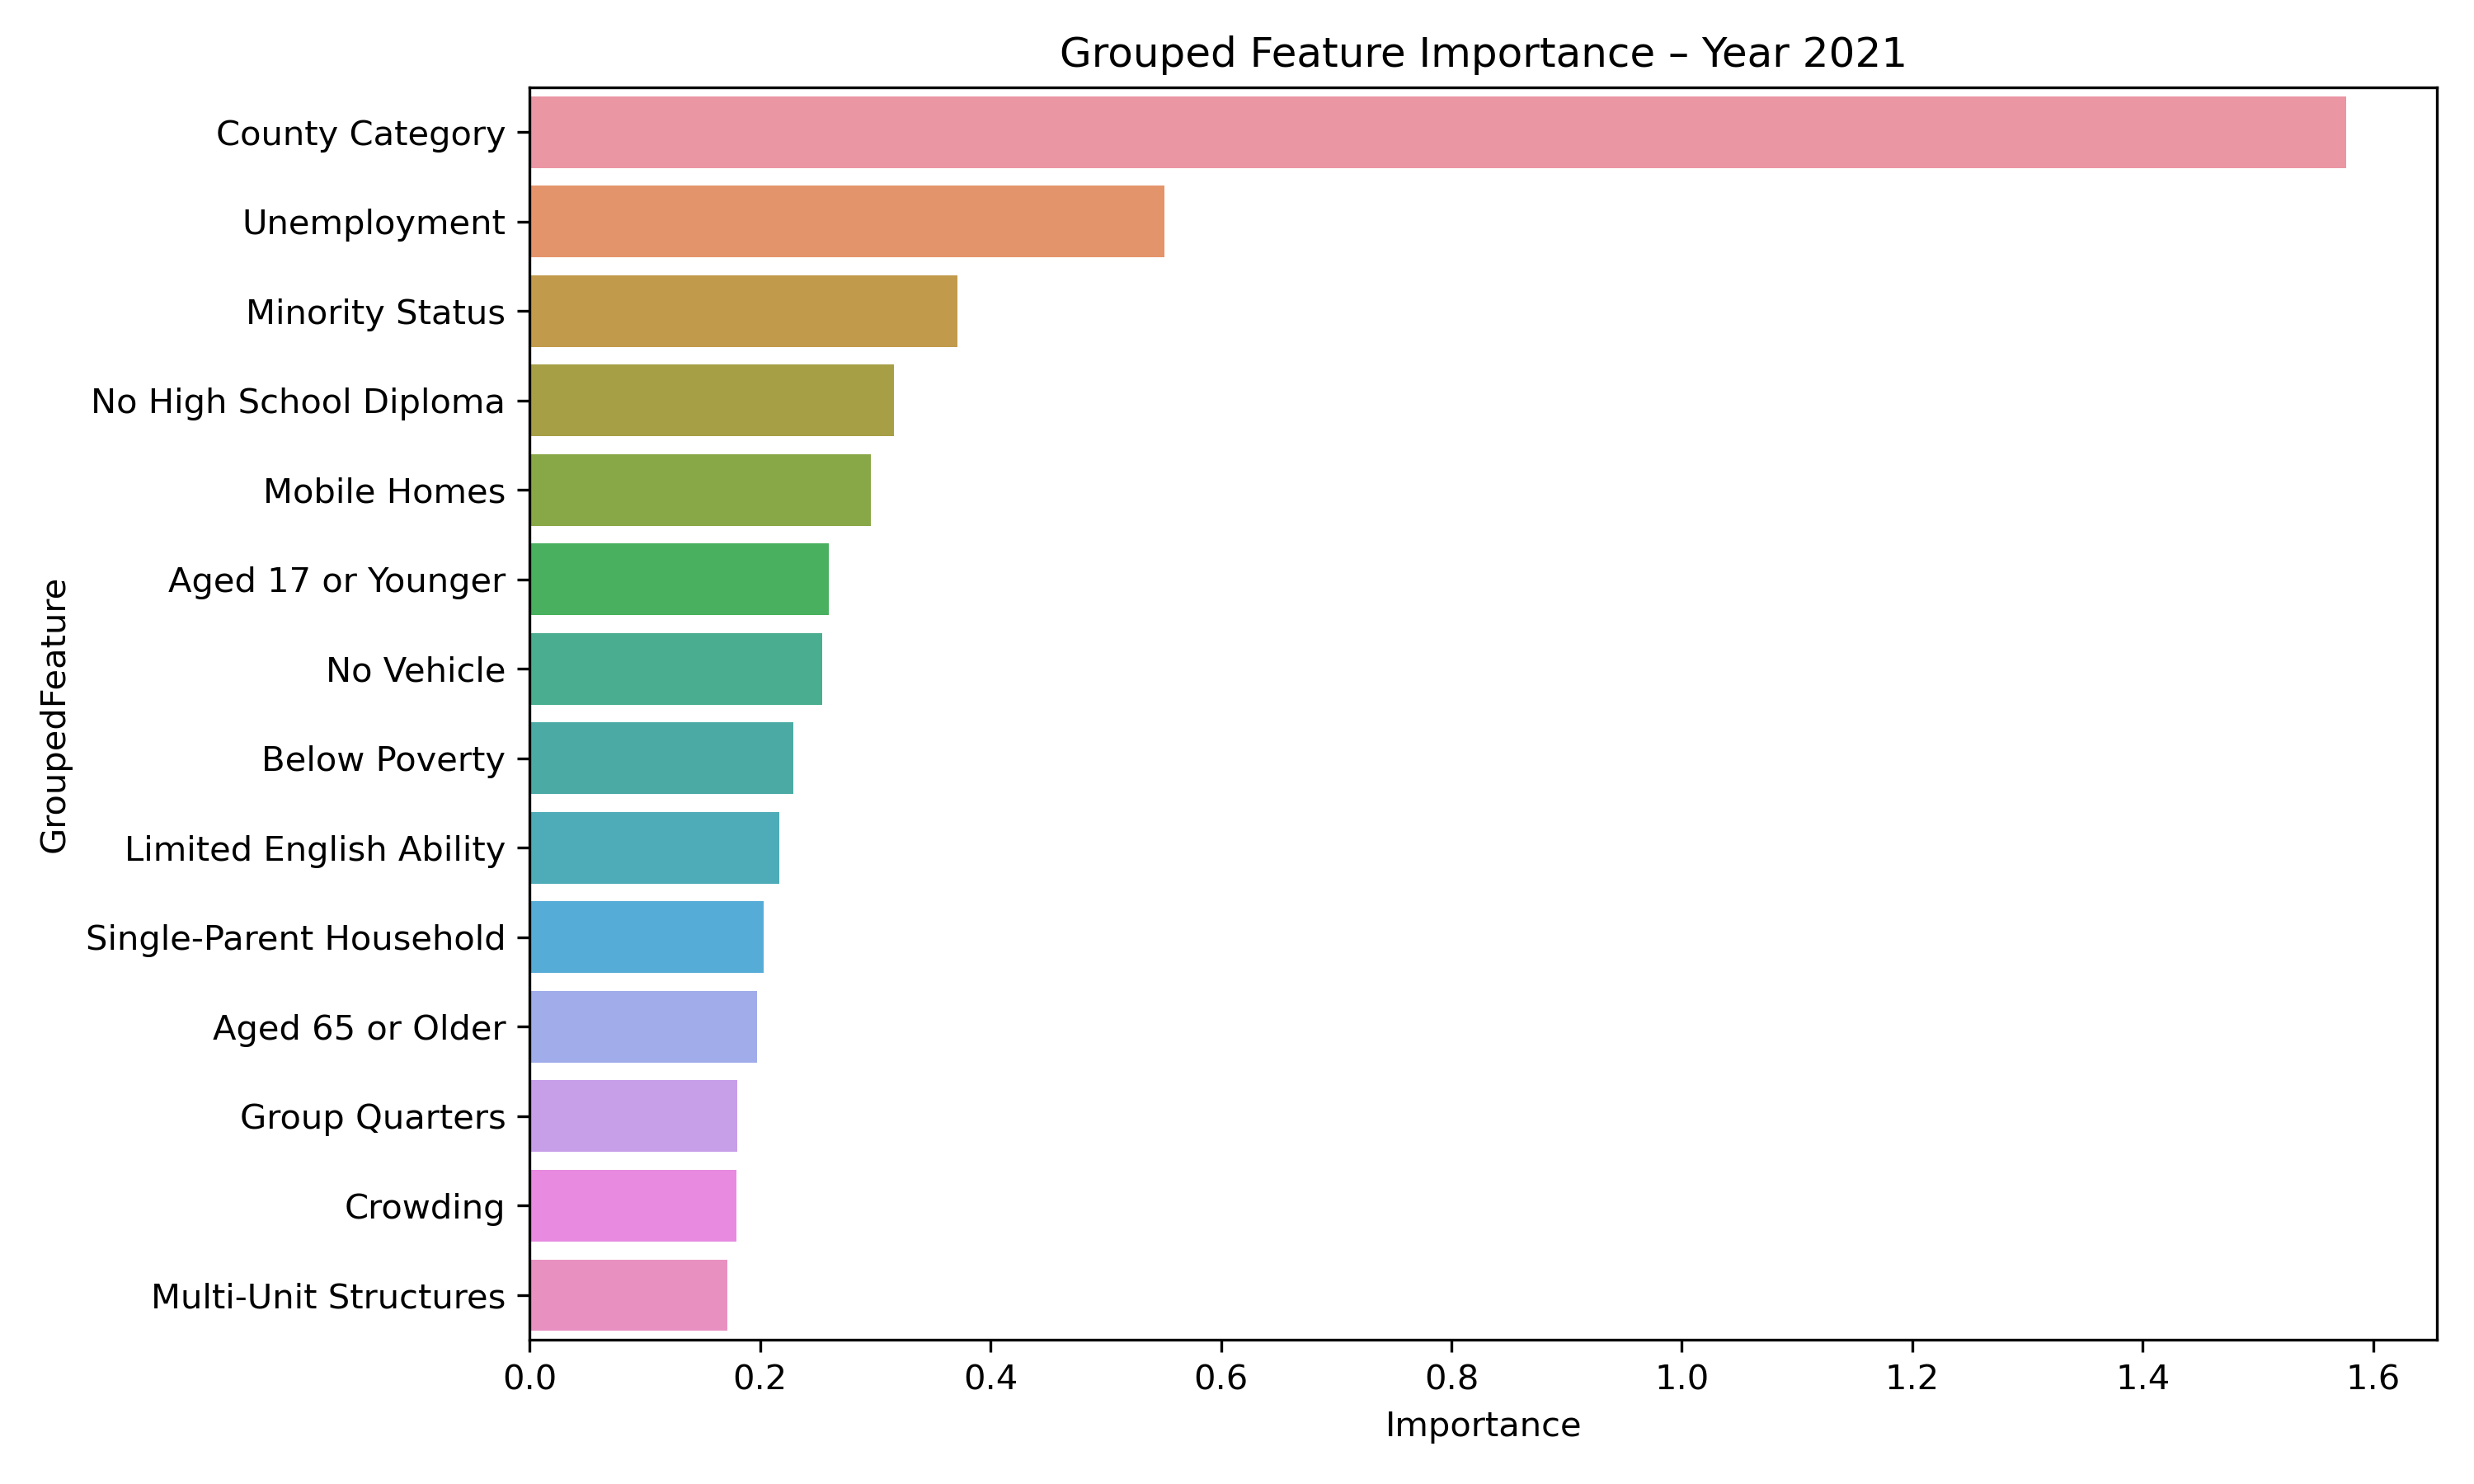 Grouped Feature Importance – Year 2021
County Category
Unemployment
Minority Status
No High School Diploma
Mobile Homes
Aged 17 or Younger
No Vehicle
Below Poverty
Limited English Ability
Single-Parent Household
Aged 65 or Older
Group Quarters
Crowding
Multi-Unit Structures
GroupedFeature
0.0 0.2 0.4 0.6 0.8 1.0 1.2 1.4 1.6
Importance